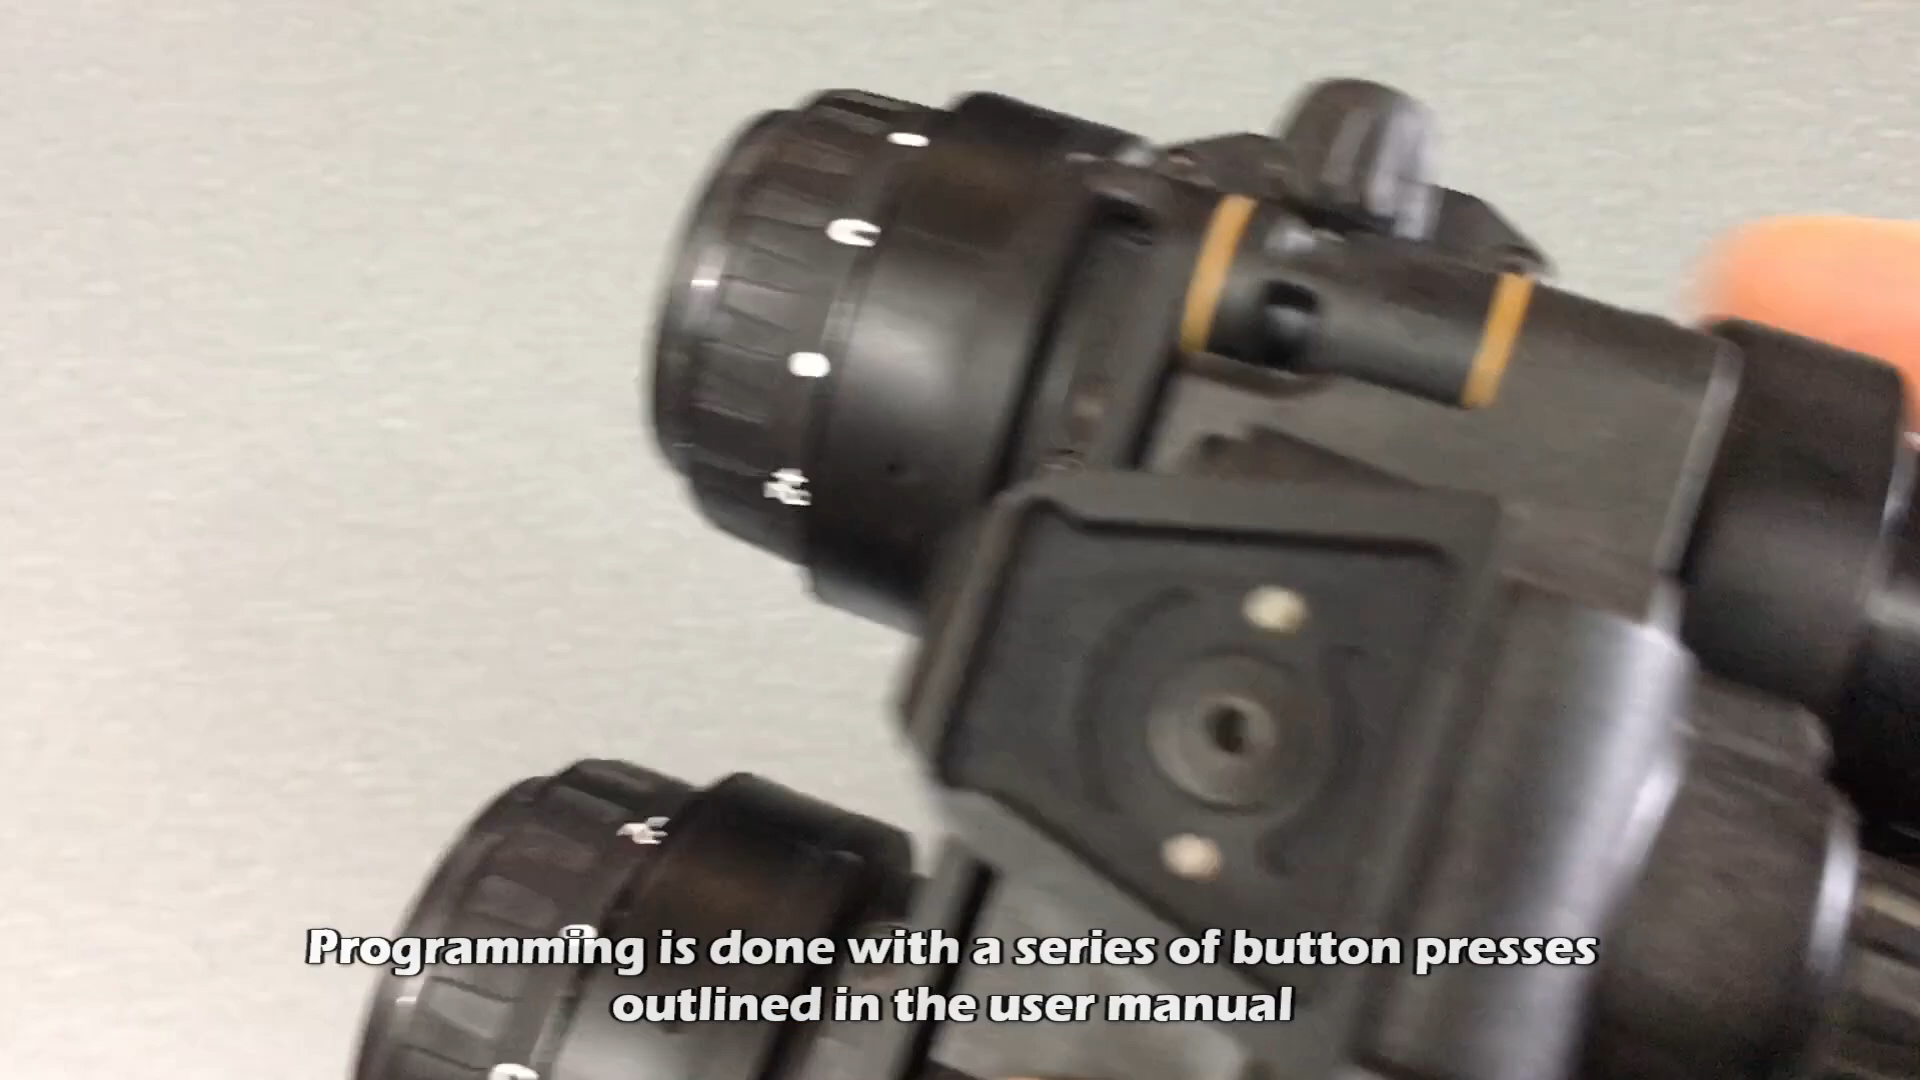 Programming is done with a series of button presses
outlined in the user manual